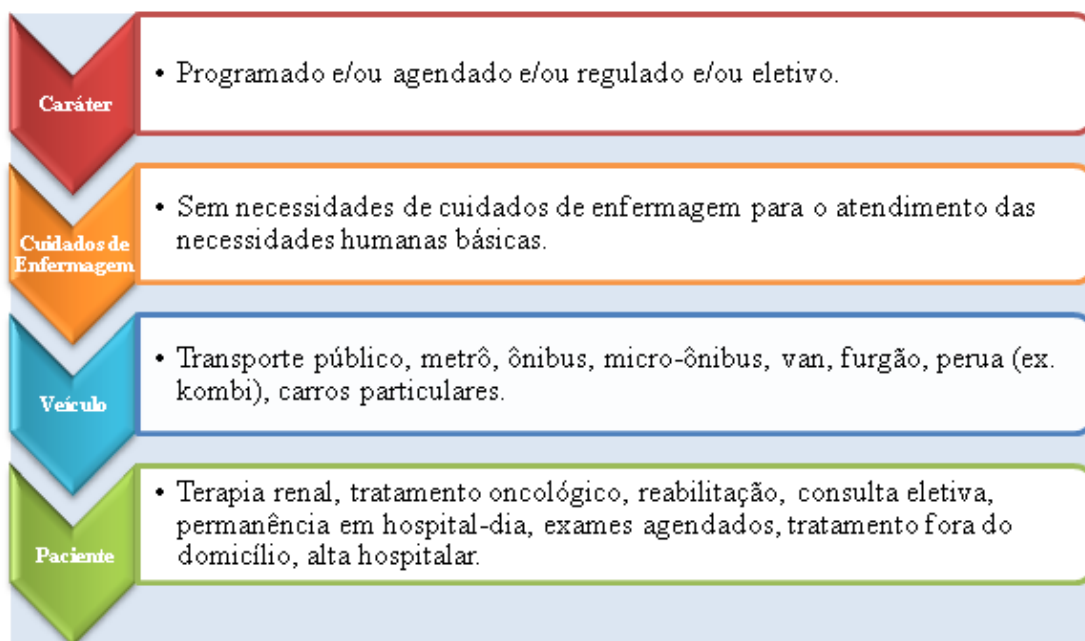 Caráter
• Programado e/ou agendado e/ou regulado e/ou eletivo.
Cuidados de
Enfermagem
• Sem necessidades de cuidados de enfermagem para o atendimento das
necessidades humanas básicas.
Veículo
• Transporte público, metrô, ônibus, micro-ônibus, van, furgão, perua (ex.
kombi), carros particulares.
Paciente
• Terapia renal, tratamento oncológico, reabilitação, consulta eletiva,
permanência em hospital-dia, exames agendados, tratamento fora do
domicílio, alta hospitalar.